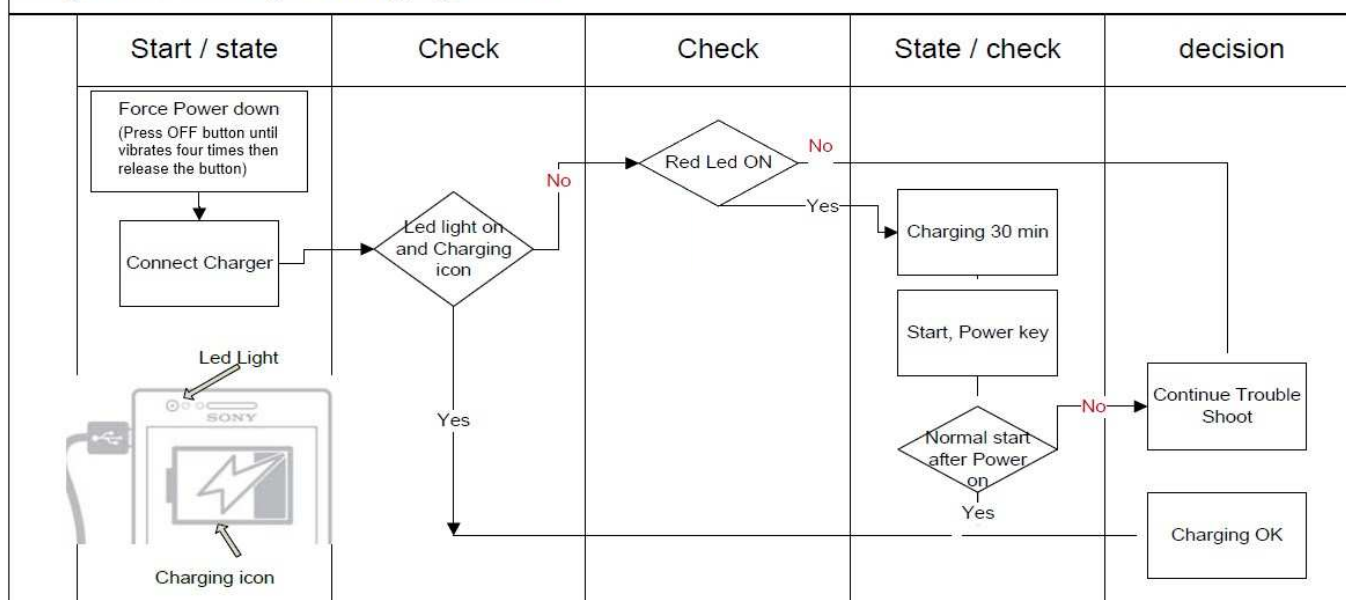 Start / state
Check
Check
State / check
decision
Force Power down
(Press OFF button until
vibrates four times then
release the button)
Connect Charger
Led light on
and Charging
icon
No
Yes
Red Led ON
No
Yes
Charging 30 min
Start, Power key
Normal start
after Power
on
No
Yes
Continue Trouble
Shoot
Charging OK
Led Light
SONY
Charging icon